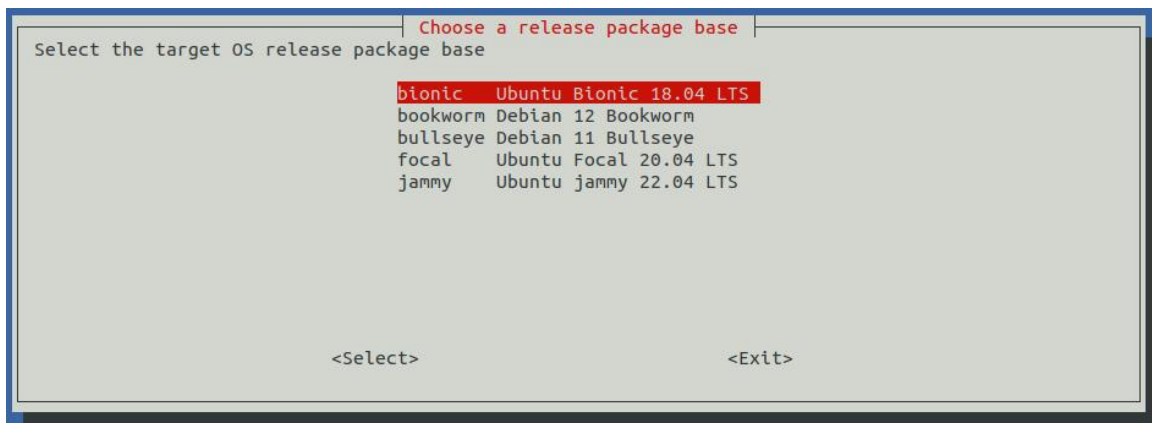 Choose a release package base
Select the target OS release package base
bionic Ubuntu Bionic 18.04 LTS
bookworm Debian 12 Bookworm
bullseye Debian 11 Bullseye
focal Ubuntu Focal 20.04 LTS
jammy Ubuntu jammy 22.04 LTS
<Select> <Exit>